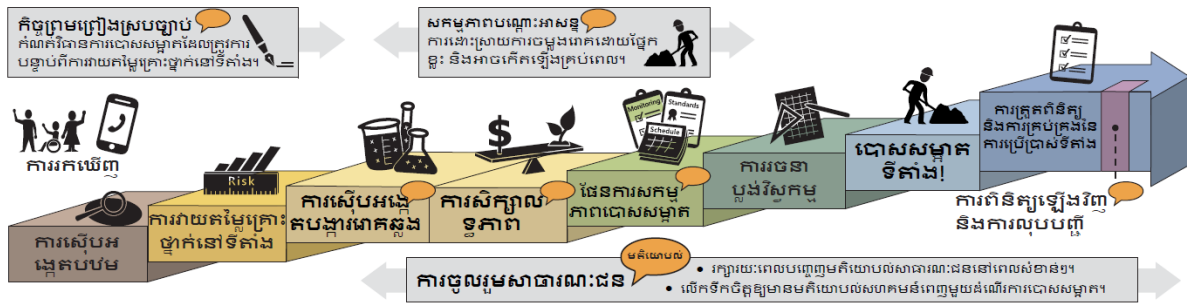 កិច្ចព្រមព្រៀងស្របច្បាប់
កំណត់វិធានការបោសសម្អាតដែលត្រូវការ
បន្ទាប់ពីការវាយតម្លៃគ្រោះថ្នាក់នៅទីតាំង។
សកម្មភាពបណ្តោះអាសន្ន
ការដោះស្រាយការចម្លងរោគដោយផ្នែក
ខ្លះ និងអាចកើតឡើងគ្រប់ពេល។
ការរកឃើញ
ការស៊ើបអ
ង្កេតបឋម
Risk
ការវាយតម្លៃគ្រោះ
ថ្នាក់នៅទីតាំង
ការស៊ើបអង្កេ
តបង្ការរោគឆ្លង
$
ការសិក្សាលា
ទ្ធភាព
Monitoring
Standards
Schedule
ផែនការសកម្ម
ភាពបោសសម្អាត
ការរចនា
ប្លង់វិស្វកម្ម
បោសសម្អាត
ទីតាំង!
ការត្រួតពិនិត្យ
និងការគ្រប់គ្រងនៃ
ការប្រើប្រាស់ទីតាំង
ការពិនិត្យឡើងវិញ
និងការលុបបញ្ជី
ការចូលរួមសាធារណៈជន
មតិយោបល់
• រក្សារយៈពេលបញ្ចេញមតិយោបល់សាធារណៈជននៅពេលសំខាន់ៗ។
• លើកទឹកចិត្តឱ្យមានមតិយោបល់សហគមន៍ពេញមួយដំណើរការបោសសម្អាត។